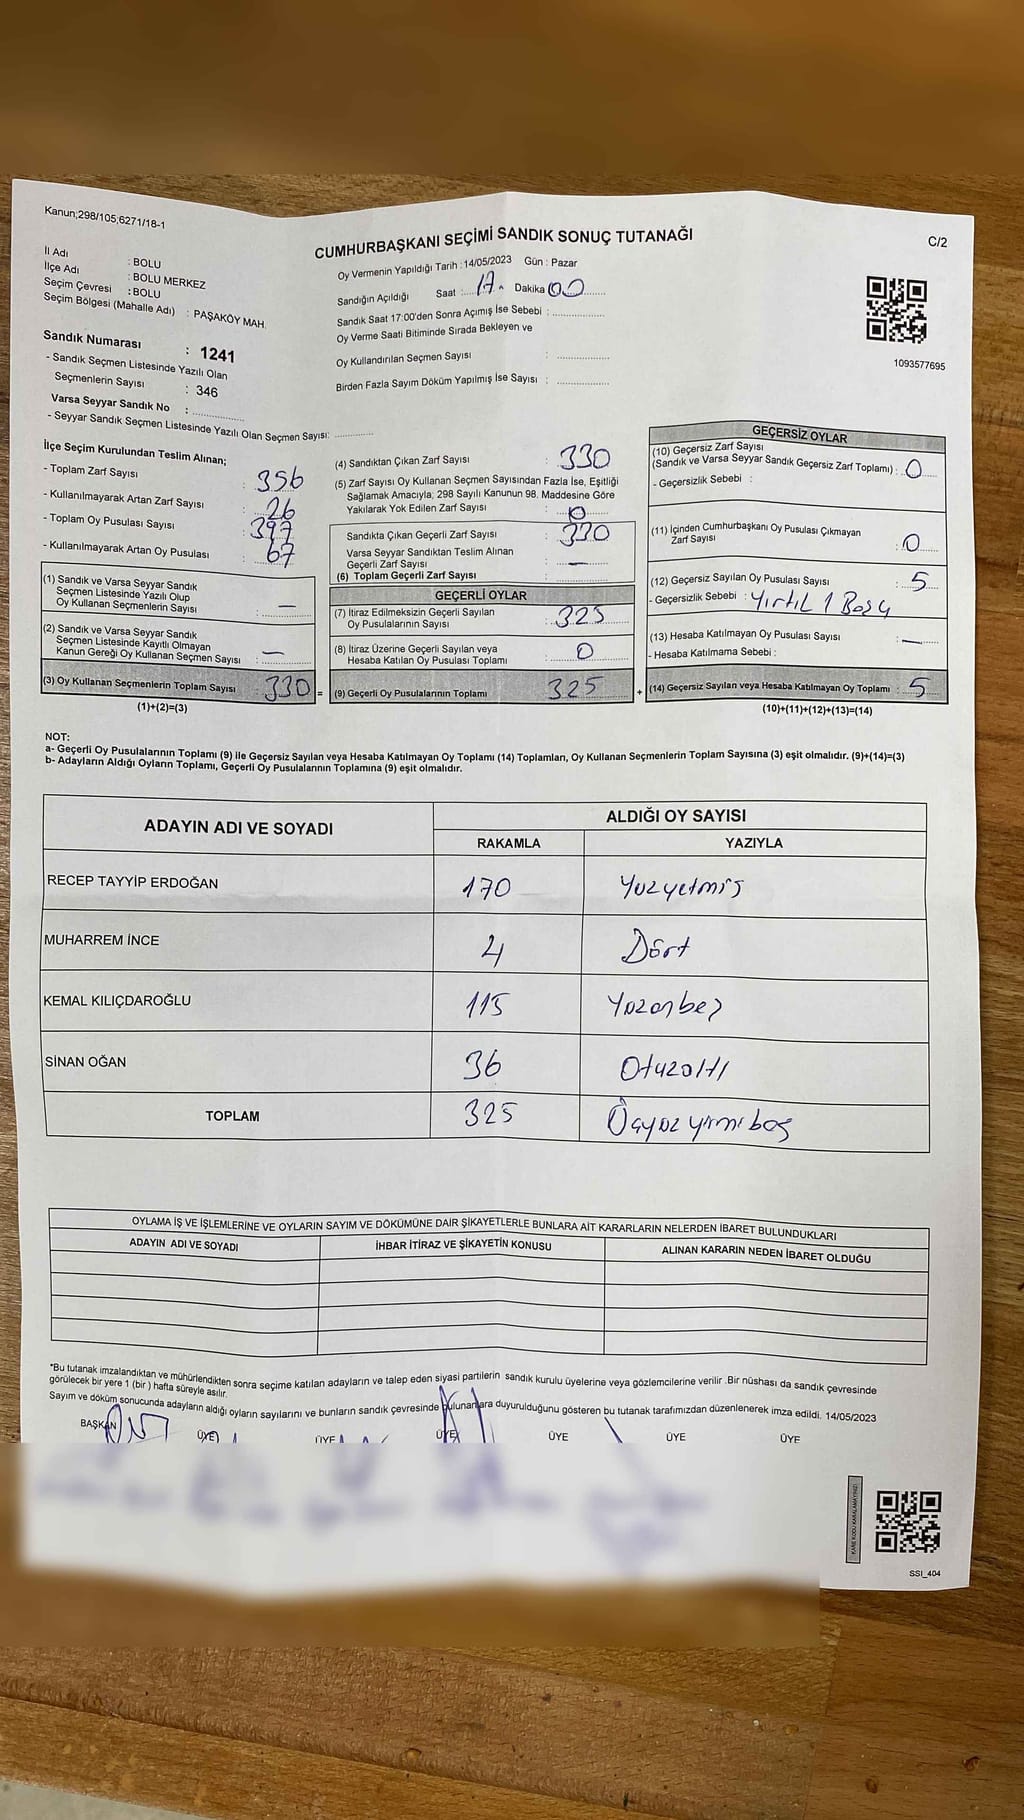 Kanun;298/105;6271/18-1
C/2
CUMHURBAŞKANI SEÇİMİ SANDIK SONUÇ TUTANAĞI
Oy Vermenin Yapıldığı Tarih :14/05/2023 Gün : Pazar
İl Adı : BOLU
İlçe Adı : BOLU MERKEZ
Seçim Çevresi : BOLU
Seçim Bölgesi (Mahalle Adı) : PAŞAKÖY MAH.
Sandığın Açıldığı Saat : 17. Dakika 00
Sandık Saat 17:00'den Sonra Açımış İse Sebebi :
Oy Verme Saati Bitiminde Sırada Bekleyen ve
Oy Kullandırılan Seçmen Sayısı :
Birden Fazla Sayım Döküm Yapılmış İse Sayısı :
1093577695
Sandık Numarası : 1241
- Sandık Seçmen Listesinde Yazılı Olan
Seçmenlerin Sayısı : 346
Varsa Seyyar Sandık No :
- Seyyar Sandık Seçmen Listesinde Yazılı Olan Seçmen Sayısı:
İlçe Seçim Kurulundan Teslim Alınan;
- Toplam Zarf Sayısı : 356
- Kullanılmayarak Artan Zarf Sayısı : 26
- Toplam Oy Pusulası Sayısı : 397
- Kullanılmayarak Artan Oy Pusulası : 67
(1) Sandık ve Varsa Seyyar Sandık
Seçmen Listesinde Yazılı Olup
Oy Kullanan Seçmenlerin Sayısı : —
(2) Sandık ve Varsa Seyyar Sandık
Seçmen Listesinde Kayıtlı Olmayan
Kanun Gereği Oy Kullanan Seçmen Sayısı : —
(3) Oy Kullanan Seçmenlerin Toplam Sayısı 330 =
(1)+(2)=(3)
(4) Sandıktan Çıkan Zarf Sayısı : 330
(5) Zarf Sayısı Oy Kullanan Seçmen Sayısından Fazla İse, Eşitliği
Sağlamak Amacıyla; 298 Sayılı Kanunun 98. Maddesine Göre
Yakılarak Yok Edilen Zarf Sayısı : 0
Sandıkta Çıkan Geçerli Zarf Sayısı : 330
Varsa Seyyar Sandıktan Teslim Alınan
Geçerli Zarf Sayısı : —
(6) Toplam Geçerli Zarf Sayısı :
GEÇERLİ OYLAR
(7) İtiraz Edilmeksizin Geçerli Sayılan
Oy Pusulalarının Sayısı : 325
(8) İtiraz Üzerine Geçerli Sayılan veya
Hesaba Katılan Oy Pusulası Toplamı : 0
(9) Geçerli Oy Pusulalarının Toplamı 325 +
GEÇERSİZ OYLAR
(10) Geçersiz Zarf Sayısı
(Sandık ve Varsa Seyyar Sandık Geçersiz Zarf Toplamı) : 0
- Geçersizlik Sebebi :
(11) İçinden Cumhurbaşkanı Oy Pusulası Çıkmayan
Zarf Sayısı : 0
(12) Geçersiz Sayılan Oy Pusulası Sayısı : 5
- Geçersizlik Sebebi : Yırtıl 1
(13) Hesaba Katılmayan Oy Pusulası Sayısı : —
- Hesaba Katılmama Sebebi :
(14) Geçersiz Sayılan veya Hesaba Katılmayan Oy Toplamı : 5
(10)+(11)+(12)+(13)=(14)
NOT:
a- Geçerli Oy Pusulalarının Toplamı (9) ile Geçersiz Sayılan veya Hesaba Katılmayan Oy Toplamı (14) Toplamları, Oy Kullanan Seçmenlerin Toplam Sayısına (3) eşit olmalıdır. (9)+(14)=(3)
b- Adayların Aldığı Oyların Toplamı, Geçerli Oy Pusulalarının Toplamına (9) eşit olmalıdır.
ADAYIN ADI VE SOYADI
ALDIĞI OY SAYISI
RAKAMLA YAZIYLA
RECEP TAYYİP ERDOĞAN 170 Yüzyetmiş
MUHARREM İNCE 4 Dört
KEMAL KILIÇDAROĞLU 115 Yüzonbeş
SİNAN OĞAN 36 Otuzaltı
TOPLAM 325 Üçyüz yirmibeş
OYLAMA İŞ VE İŞLEMLERİNE VE OYLARIN SAYIM VE DÖKÜMÜNE DAİR ŞİKAYETLERLE BUNLARA AİT KARARLARIN NELERDEN İBARET BULUNDUKLARI
ADAYIN ADI VE SOYADI İHBAR İTİRAZ VE ŞİKAYETİN KONUSU ALINAN KARARIN NEDEN İBARET OLDUĞU
*Bu tutanak imzalandıktan ve mühürlendikten sonra seçime katılan adayların ve talep eden siyasi partilerin sandık kurulu üyelerine veya gözlemcilerine verilir .Bir nüshası da sandık çevresinde
görülecek bir yere 1 (bir ) hafta süreyle asılır.
Sayım ve döküm sonucunda adayların aldığı oyların sayılarını ve bunların sandık çevresinde bulunanlara duyurulduğunu gösteren bu tutanak tarafımızdan düzenlenerek imza edildi. 14/05/2023
BAŞKAN ÜYE ÜYE ÜYE ÜYE ÜYE ÜYE
KARE KODU KARALAMAYINIZ!
SSI_404